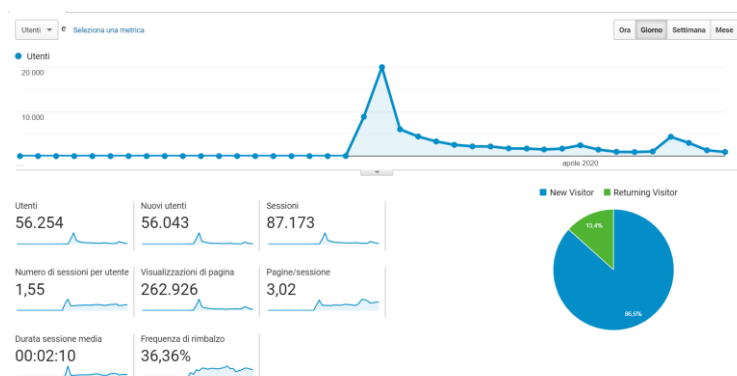 Utenti e Seleziona una metrica Ora Giorno Settimana Mese
Utenti
20.000
10.000
aprile 2020
New Visitor Returning Visitor
Utenti Nuovi utenti Sessioni
56.254 56.043 87.173
13,4%
Numero di sessioni per utente Visualizzazioni di pagina Pagine/sessione
1,55 262.926 3,02
86,6%
Durata sessione media Frequenza di rimbalzo
00:02:10 36,36%